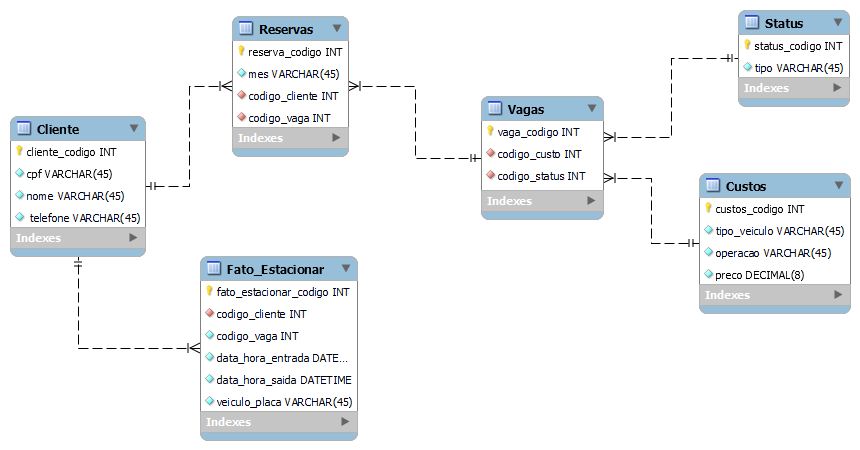 Reservas
reserva_codigo INT
mes VARCHAR(45)
codigo_cliente INT
codigo_vaga INT
Indexes
Status
status_codigo INT
tipo VARCHAR(45)
Indexes
Vagas
vaga_codigo INT
codigo_custo INT
codigo_status INT
Indexes
Cliente
cliente_codigo INT
cpf VARCHAR(45)
nome VARCHAR(45)
telefone VARCHAR(45)
Indexes
Custos
custos_codigo INT
tipo_veiculo VARCHAR(45)
operacao VARCHAR(45)
preco DECIMAL(8)
Indexes
Fato_Estacionar
fato_estacionar_codigo INT
codigo_cliente INT
codigo_vaga INT
data_hora_entrada DATE...
data_hora_saida DATETIME
veiculo_placa VARCHAR(45)
Indexes